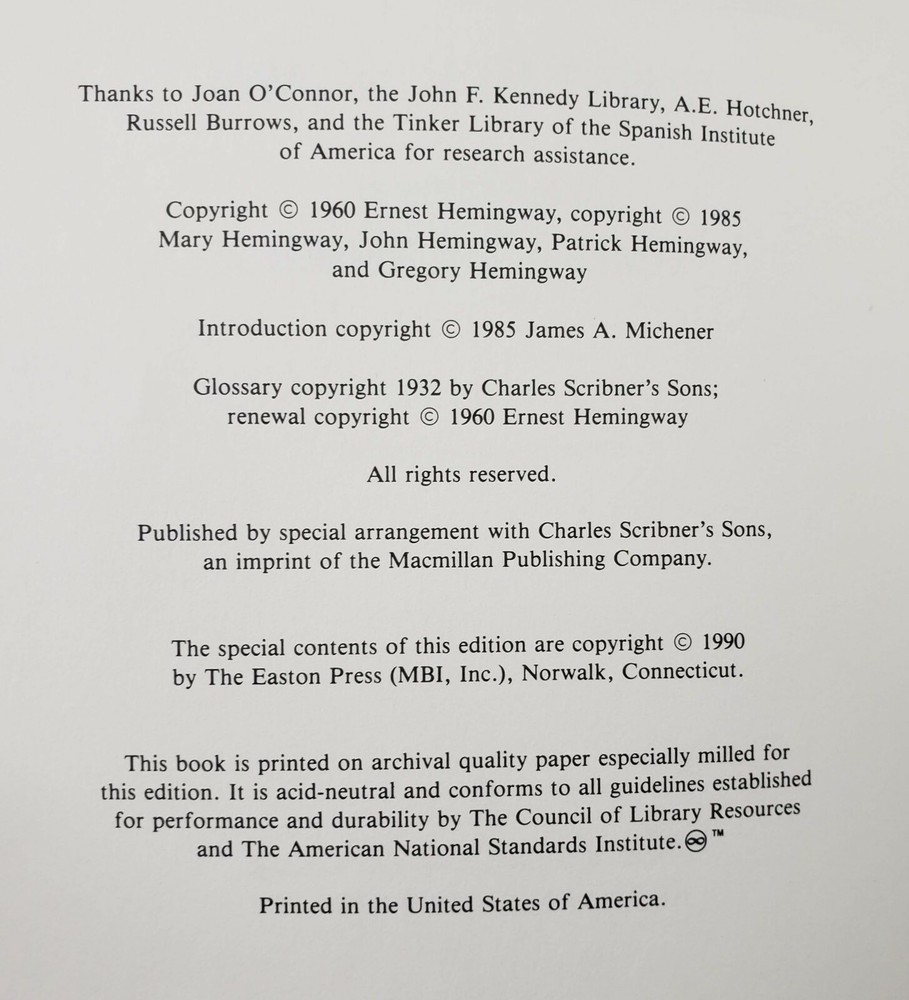 Thanks to Joan O'Connor, the John F. Kennedy Library, A.E. Hotchner,
Russell Burrows, and the Tinker Library of the Spanish Institute
of America for research assistance.
Copyright © 1960 Ernest Hemingway, copyright © 1985
Mary Hemingway, John Hemingway, Patrick Hemingway,
and Gregory Hemingway
Introduction copyright © 1985 James A. Michener
Glossary copyright 1932 by Charles Scribner's Sons;
renewal copyright © 1960 Ernest Hemingway
All rights reserved.
Published by special arrangement with Charles Scribner's Sons,
an imprint of the Macmillan Publishing Company.
The special contents of this edition are copyright © 1990
by The Easton Press (MBI, Inc.), Norwalk, Connecticut.
This book is printed on archival quality paper especially milled for
this edition. It is acid-neutral and conforms to all guidelines established
for performance and durability by The Council of Library Resources
and The American National Standards Institute.♾™
Printed in the United States of America.